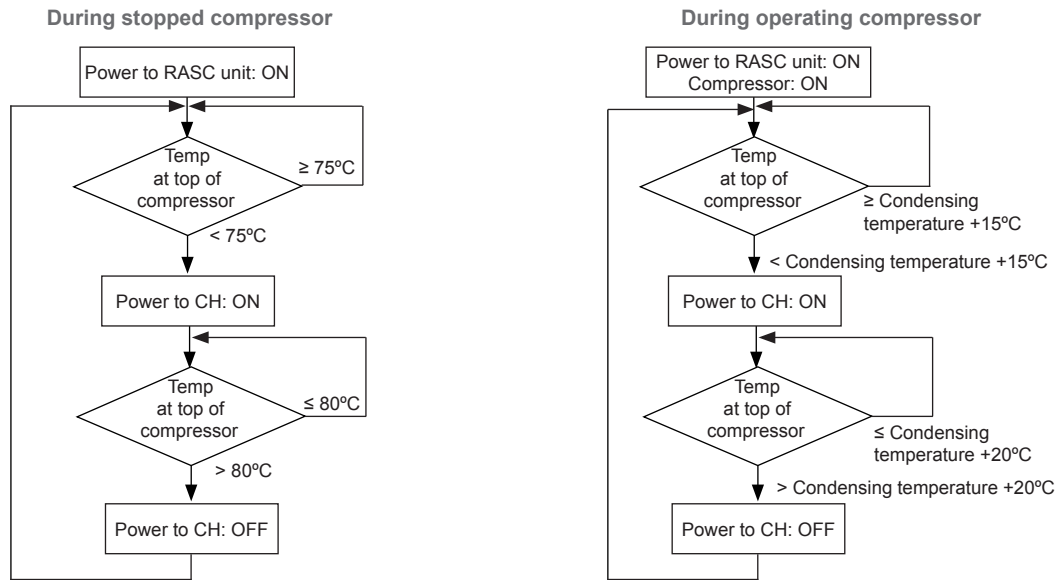 During stopped compressor
Power to RASC unit: ON
Temp
at top of
compressor
≥ 75ºC
< 75ºC
Power to CH: ON
Temp
at top of
compressor
≤ 80ºC
> 80ºC
Power to CH: OFF
During operating compressor
Power to RASC unit: ON
Compressor: ON
Temp
at top of
compressor
≥ Condensing
temperature +15ºC
< Condensing temperature +15ºC
Power to CH: ON
Temp
at top of
compressor
≤ Condensing
temperature +20ºC
> Condensing temperature +20ºC
Power to CH: OFF